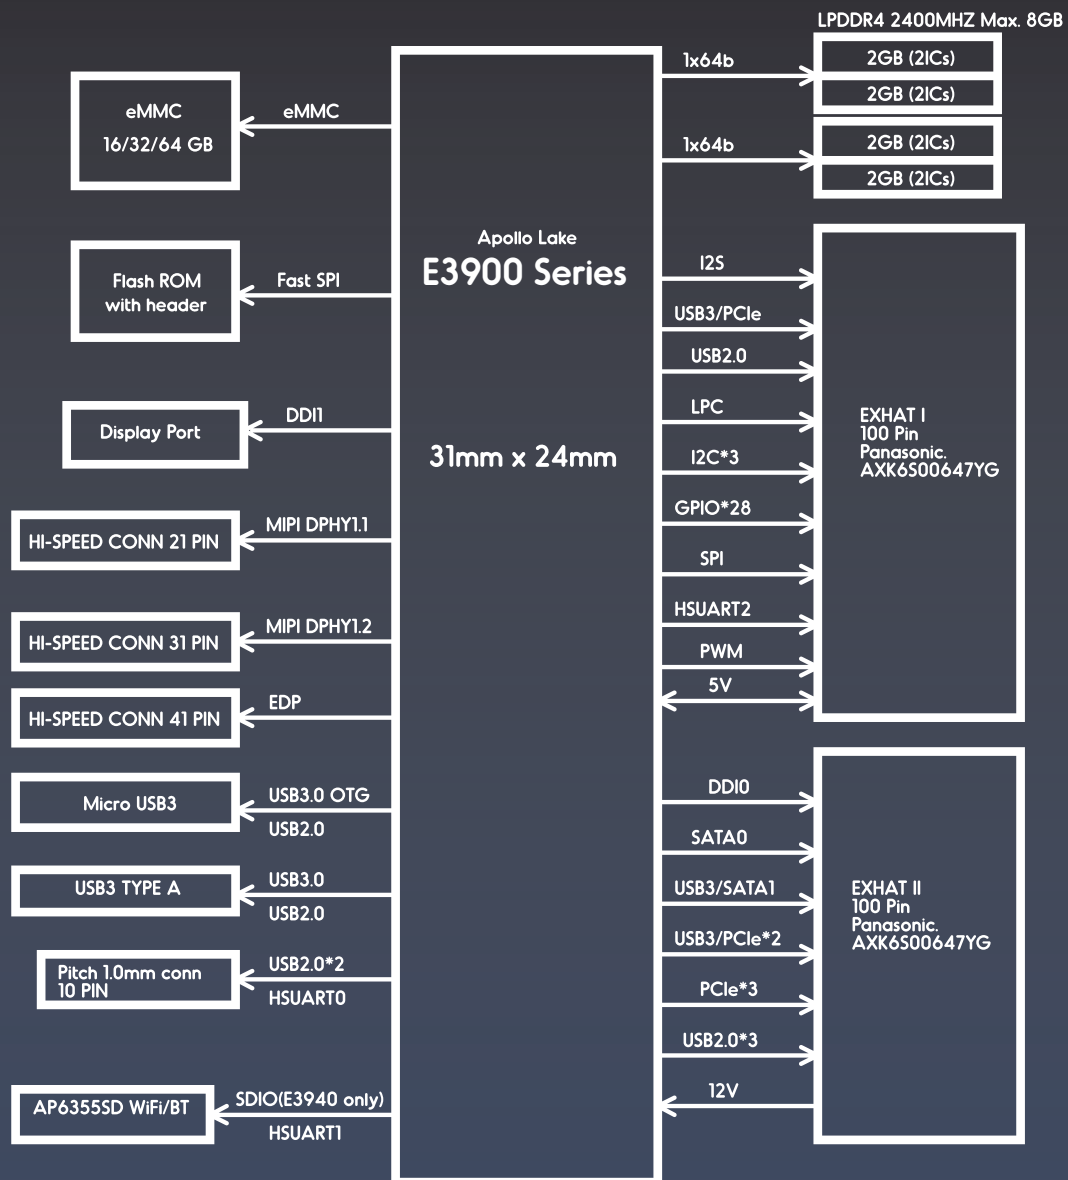 LPDDR4 2400MHZ Max. 8GB
1x64b
2GB (2ICs)
2GB (2ICs)
1x64b
2GB (2ICs)
2GB (2ICs)
eMMC
16/32/64 GB
eMMC
Flash ROM
with header
Fast SPI
Display Port
DDI1
HI-SPEED CONN 21 PIN
MIPI DPHY1.1
HI-SPEED CONN 31 PIN
MIPI DPHY1.2
HI-SPEED CONN 41 PIN
EDP
Micro USB3
USB3.0 OTG
USB2.0
USB3 TYPE A
USB3.0
USB2.0
Pitch 1.0mm conn
10 PIN
USB2.0*2
HSUART0
AP6355SD WiFi/BT
SDIO(E3940 only)
HSUART1
Apollo Lake
E3900 Series
31mm x 24mm
I2S
USB3/PCIe
USB2.0
LPC
I2C*3
GPIO*28
SPI
HSUART2
PWM
5V
EXHAT I
100 Pin
Panasonic.
AXK6S00647YG
DDI0
SATA0
USB3/SATA1
USB3/PCIe*2
PCIe*3
USB2.0*3
12V
EXHAT II
100 Pin
Panasonic.
AXK6S00647YG